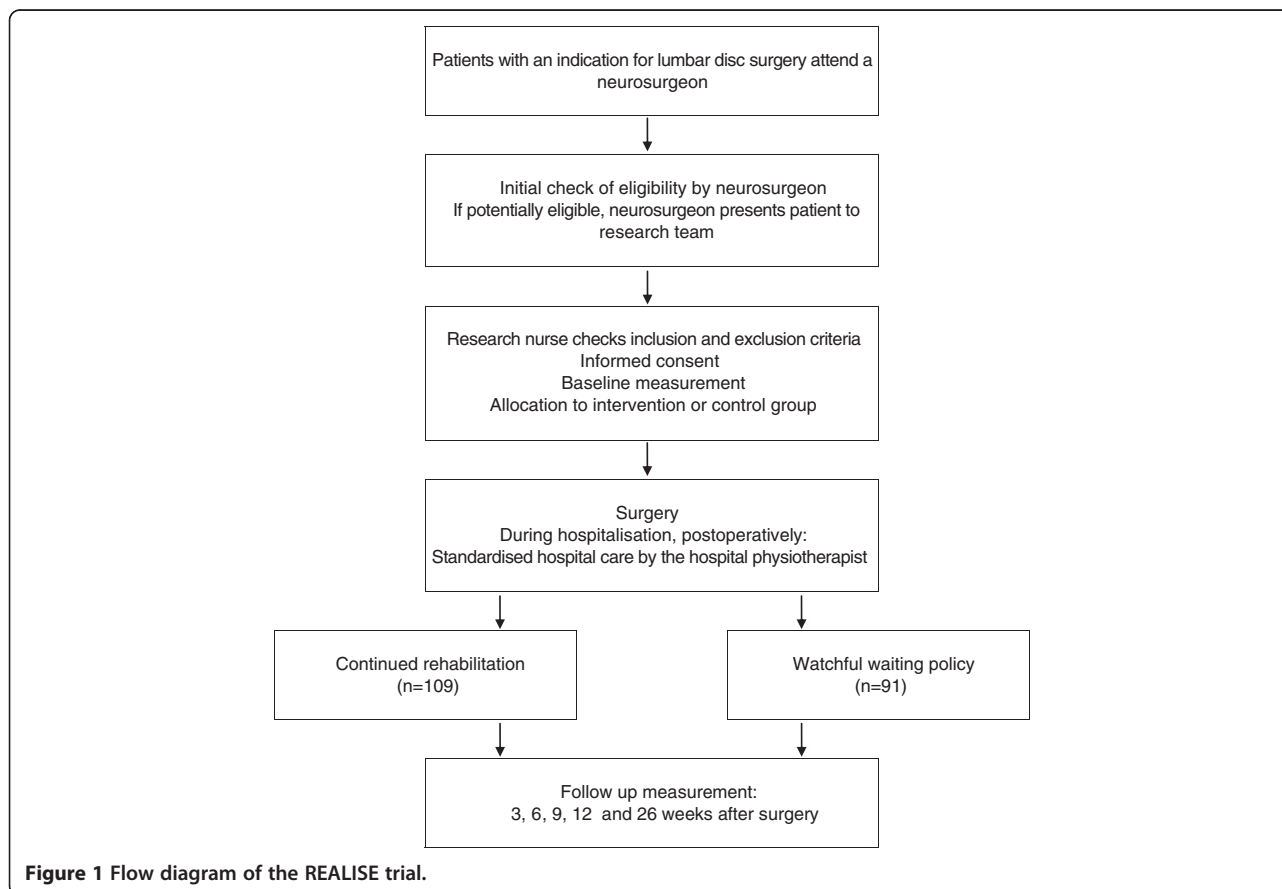 Patients with an indication for lumbar disc surgery attend a
neurosurgeon
Initial check of eligibility by neurosurgeon
If potentially eligible, neurosurgeon presents patient to
research team
Research nurse checks inclusion and exclusion criteria
Informed consent
Baseline measurement
Allocation to intervention or control group
Surgery
During hospitalisation, postoperatively:
Standardised hospital care by the hospital physiotherapist
Continued rehabilitation
(n=109)
Watchful waiting policy
(n=91)
Follow up measurement:
3, 6, 9, 12 and 26 weeks after surgery
Figure 1 Flow diagram of the REALISE trial.